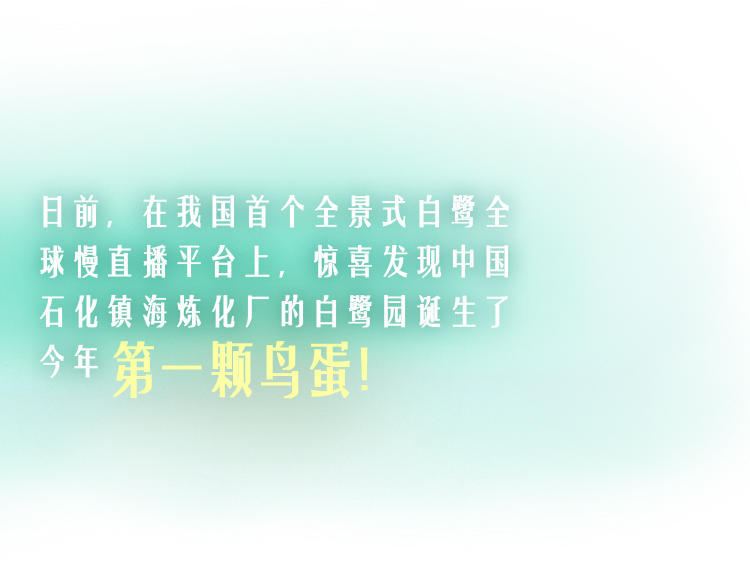 日前，在我国首个全景式白鹭全
球慢直播平台上，惊喜发现中国
石化镇海炼化厂的白鹭园诞生了
今年 第一颗鸟蛋!